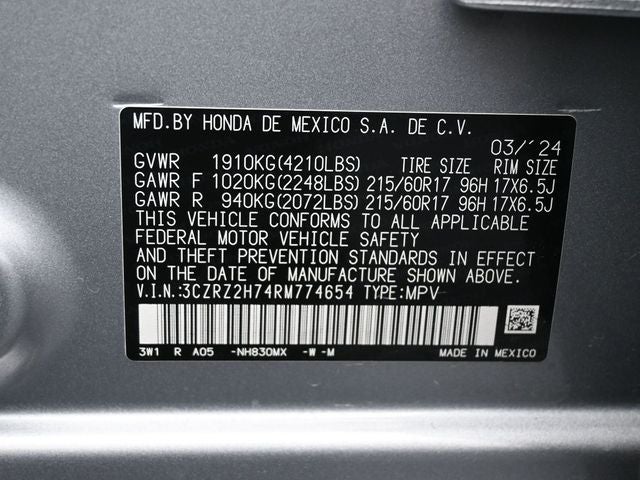 MFD.BY HONDA DE MEXICO S.A. DE C.V.
03/'24
GVWR 1910KG(4210LBS) TIRE SIZE RIM SIZE
GAWR F 1020KG(2248LBS) 215/60R17 96H 17X6.5J
GAWR R 940KG(2072LBS) 215/60R17 96H 17X6.5J
THIS VEHICLE CONFORMS TO ALL APPLICABLE
FEDERAL MOTOR VEHICLE SAFETY
AND THEFT PREVENTION STANDARDS IN EFFECT
ON THE DATE OF MANUFACTURE SHOWN ABOVE.
V.I.N.:3CZRZ2H74RM774654 TYPE:MPV
3W1 R A05 -NH830MX -W -M MADE IN MEXICO